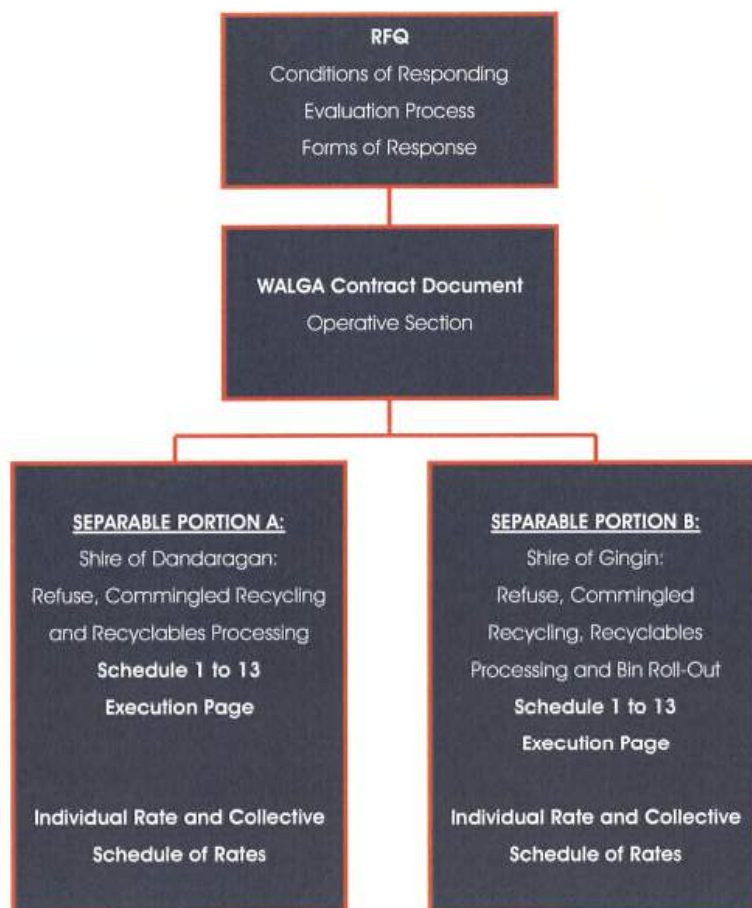 RFQ
Conditions of Responding
Evaluation Process
Forms of Response
WALGA Contract Document
Operative Section
SEPARABLE PORTION A:
Shire of Dandaragan:
Refuse, Commingled Recycling
and Recyclables Processing
Schedule 1 to 13
Execution Page
Individual Rate and Collective
Schedule of Rates
SEPARABLE PORTION B:
Shire of Gingin:
Refuse, Commingled
Recycling, Recyclables
Processing and Bin Roll-Out
Schedule 1 to 13
Execution Page
Individual Rate and Collective
Schedule of Rates